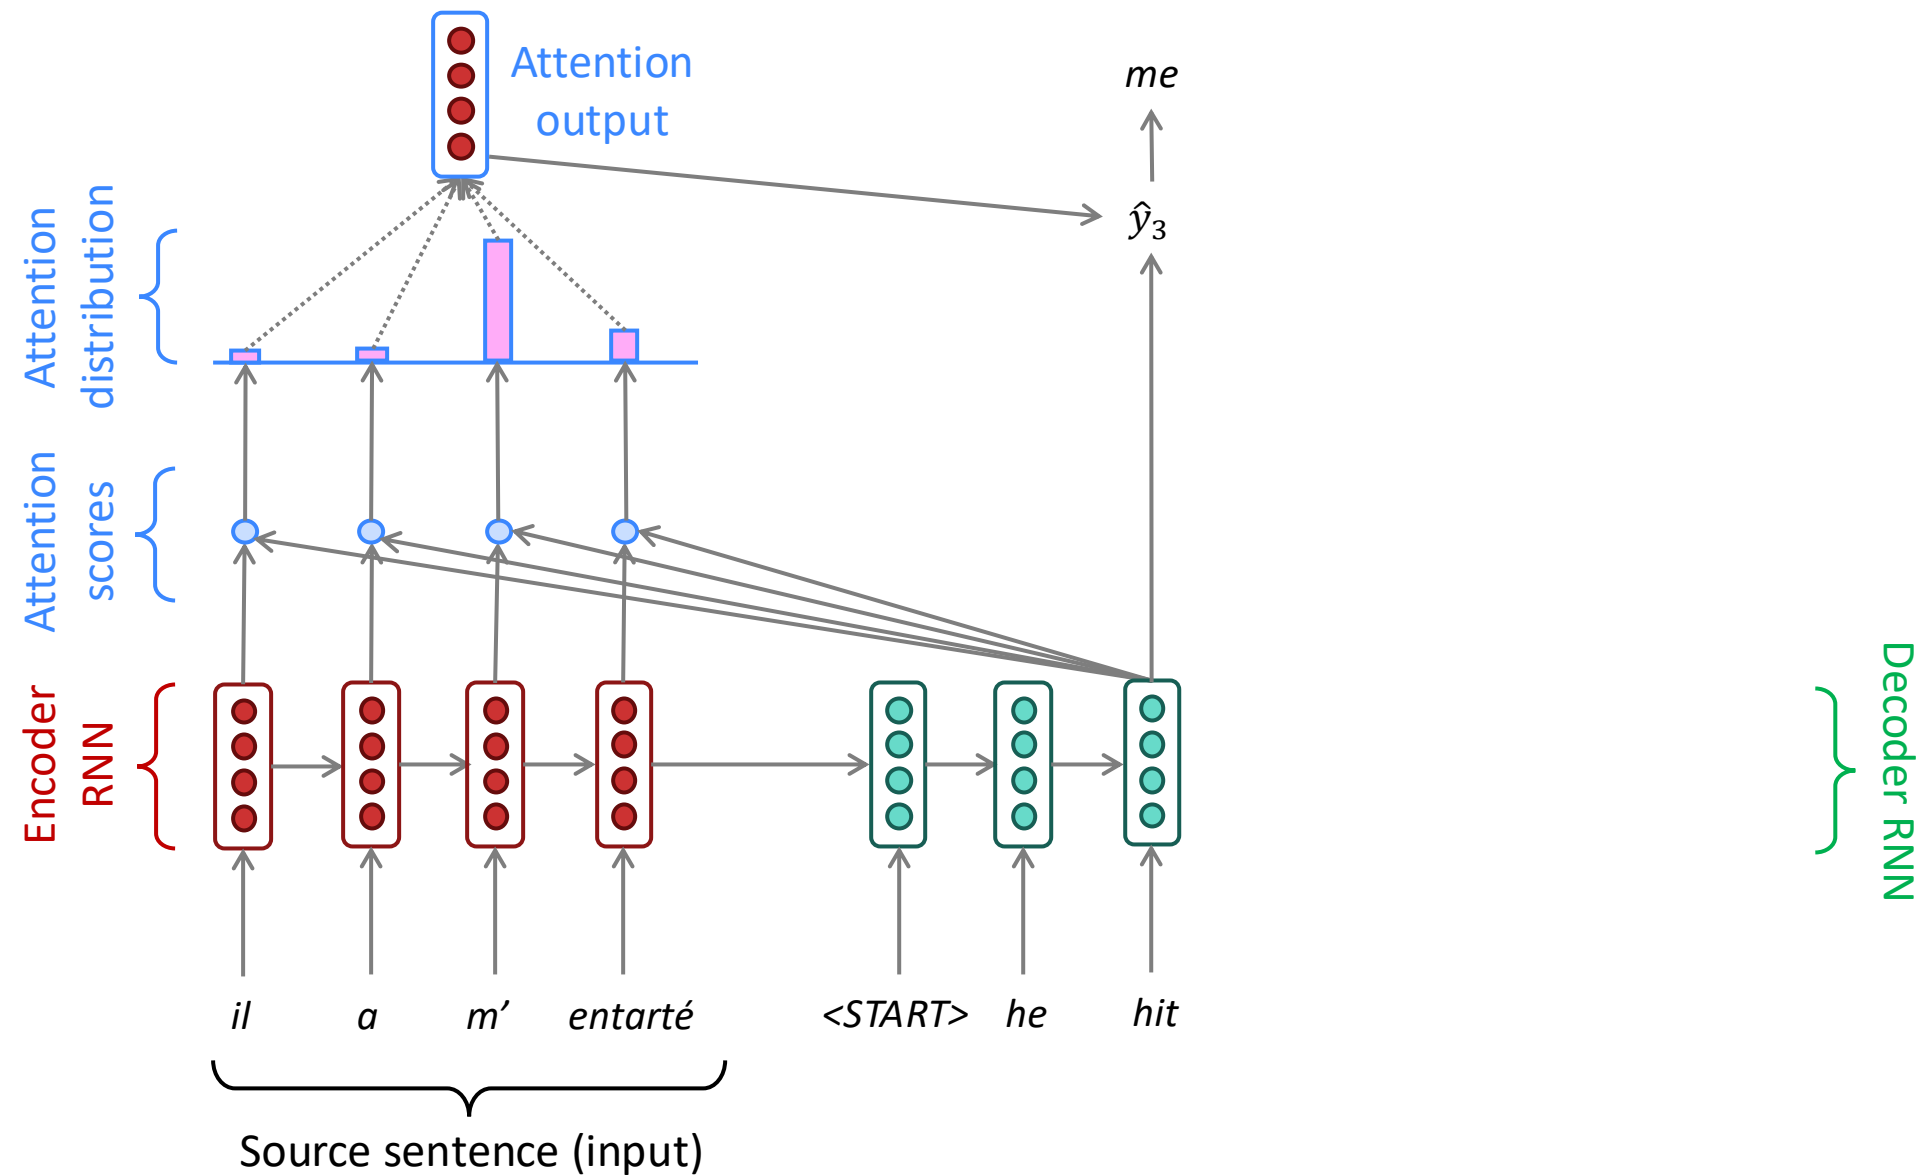 Attention
output
me
Attention
distribution
ŷ₃
Attention
scores
Encoder
RNN
Decoder RNN
il a m’ entarté <START> he hit
Source sentence (input)